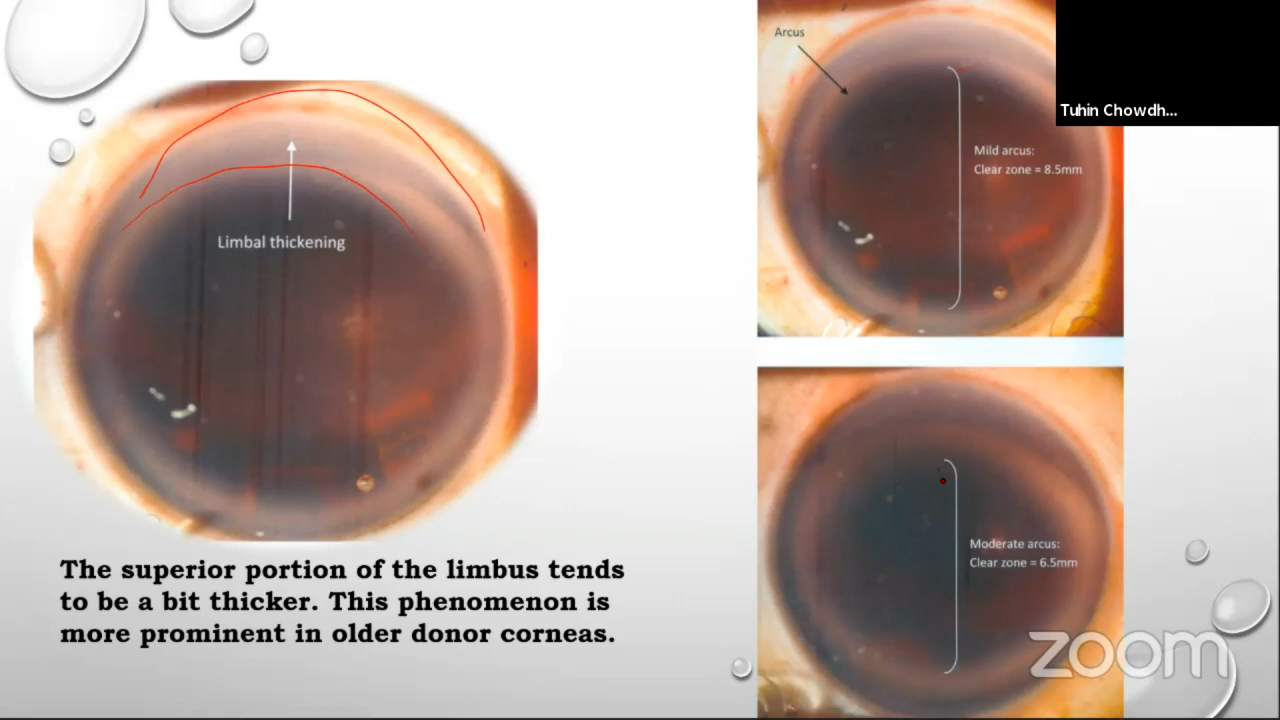 Limbal thickening
The superior portion of the limbus tends
to be a bit thicker. This phenomenon is
more prominent in older donor corneas.
Arcus
Mild arcus:
Clear zone = 8.5mm
Moderate arcus:
Clear zone = 6.5mm
Tuhin Chowdh...
zoom